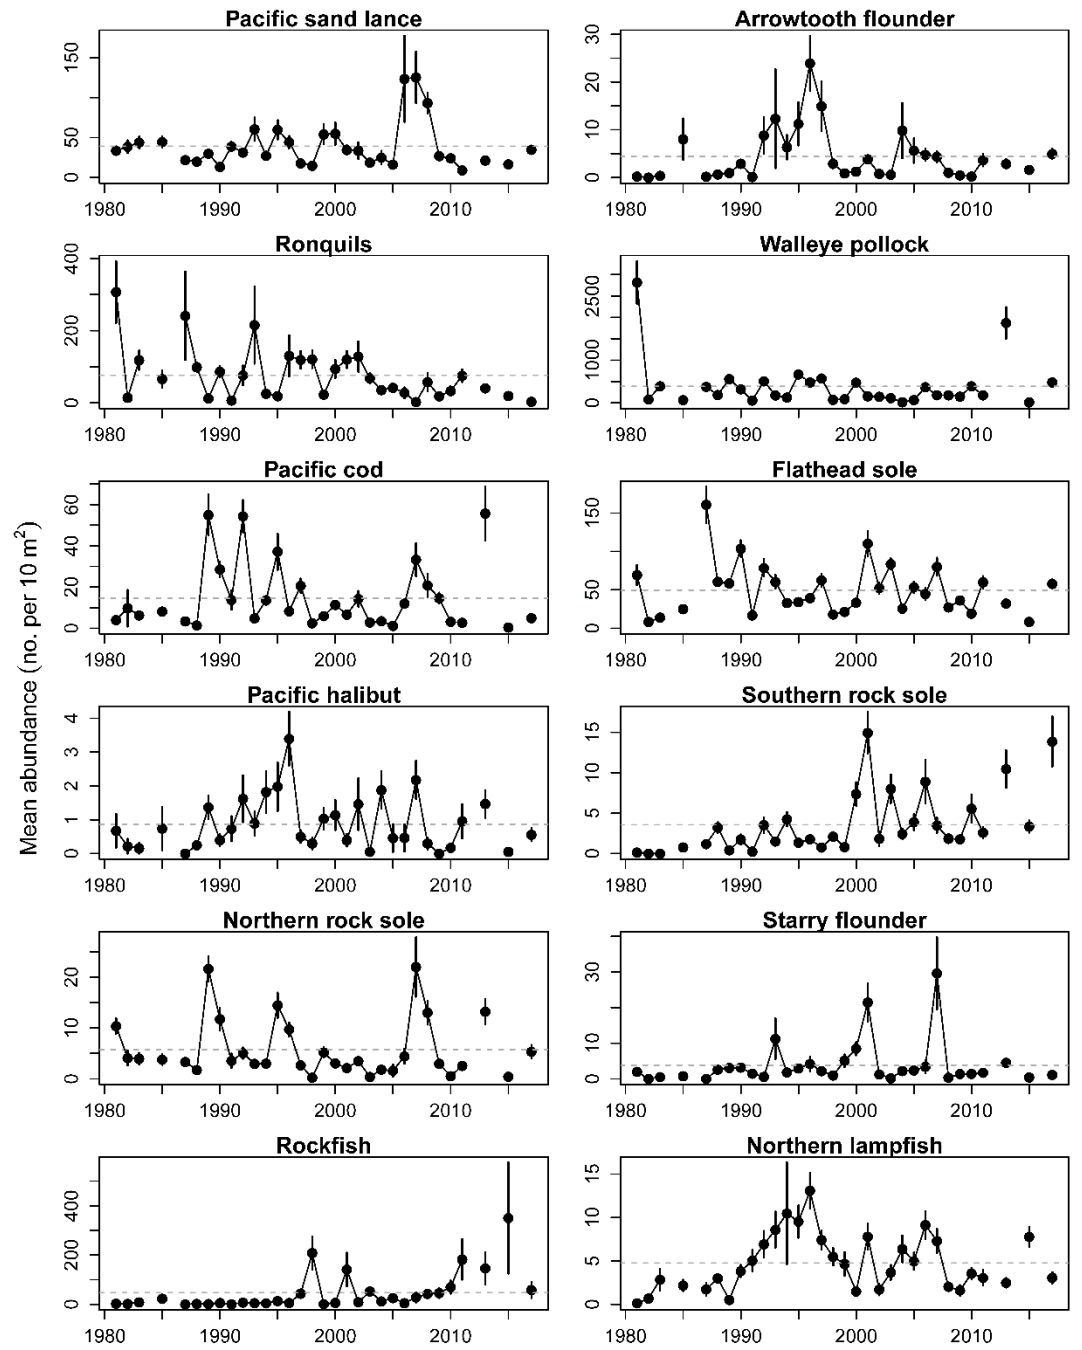 Pacific sand lance
0 50 150
1980 1990 2000 2010
Arrowtooth flounder
0 10 20 30
1980 1990 2000 2010
Ronquils
0 200 400
1980 1990 2000 2010
Walleye pollock
0 1000 2500
1980 1990 2000 2010
Pacific cod
0 20 40 60
1980 1990 2000 2010
Flathead sole
0 50 150
1980 1990 2000 2010
Mean abundance (no. per 10 m²)
Pacific halibut
0 1 2 3 4
1980 1990 2000 2010
Southern rock sole
0 5 10 15
1980 1990 2000 2010
Northern rock sole
0 10 20
1980 1990 2000 2010
Starry flounder
0 10 30
1980 1990 2000 2010
Rockfish
0 200 400
1980 1990 2000 2010
Northern lampfish
0 5 10 15
1980 1990 2000 2010